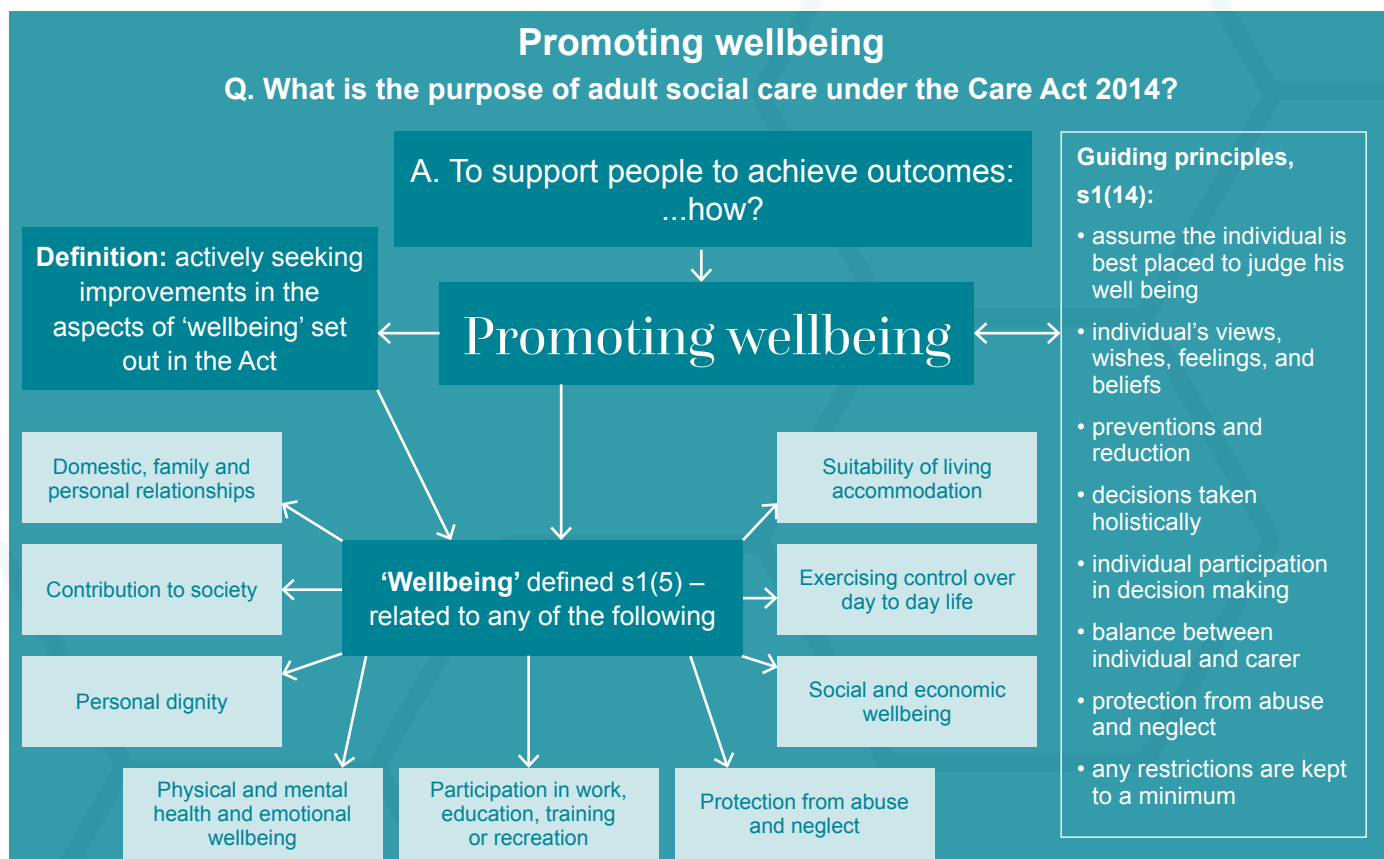 Promoting wellbeing
Q. What is the purpose of adult social care under the Care Act 2014?
A. To support people to achieve outcomes:
...how?
Definition: actively seeking
improvements in the
aspects of ‘wellbeing’ set
out in the Act
Promoting wellbeing
Domestic, family and
personal relationships
Contribution to society
Personal dignity
‘Wellbeing’ defined s1(5) –
related to any of the following
Suitability of living
accommodation
Exercising control over
day to day life
Social and economic
wellbeing
Physical and mental
health and emotional
wellbeing
Participation in work,
education, training
or recreation
Protection from abuse
and neglect
Guiding principles,
s1(14):
• assume the individual is
best placed to judge his
well being
• individual’s views,
wishes, feelings, and
beliefs
• preventions and
reduction
• decisions taken
holistically
• individual participation
in decision making
• balance between
individual and carer
• protection from abuse
and neglect
• any restrictions are kept
to a minimum